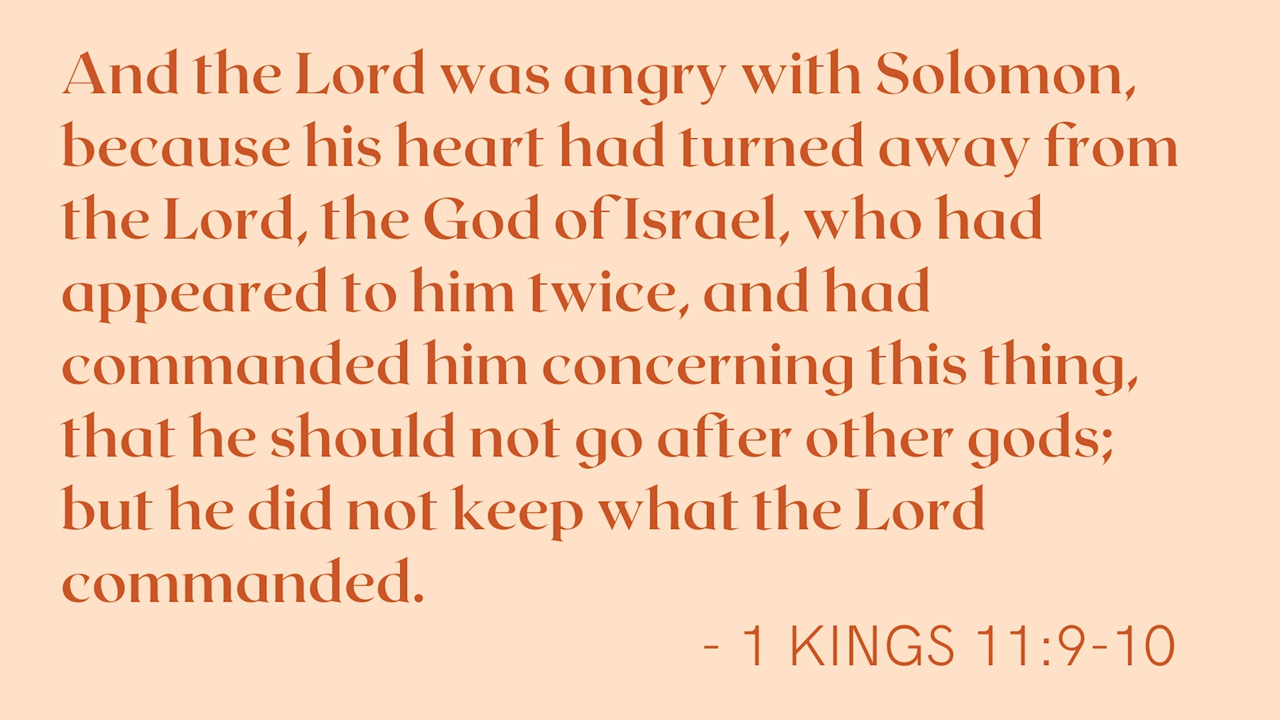 And the Lord was angry with Solomon,
because his heart had turned away from
the Lord, the God of Israel, who had
appeared to him twice, and had
commanded him concerning this thing,
that he should not go after other gods;
but he did not keep what the Lord
commanded.
- 1 KINGS 11:9-10